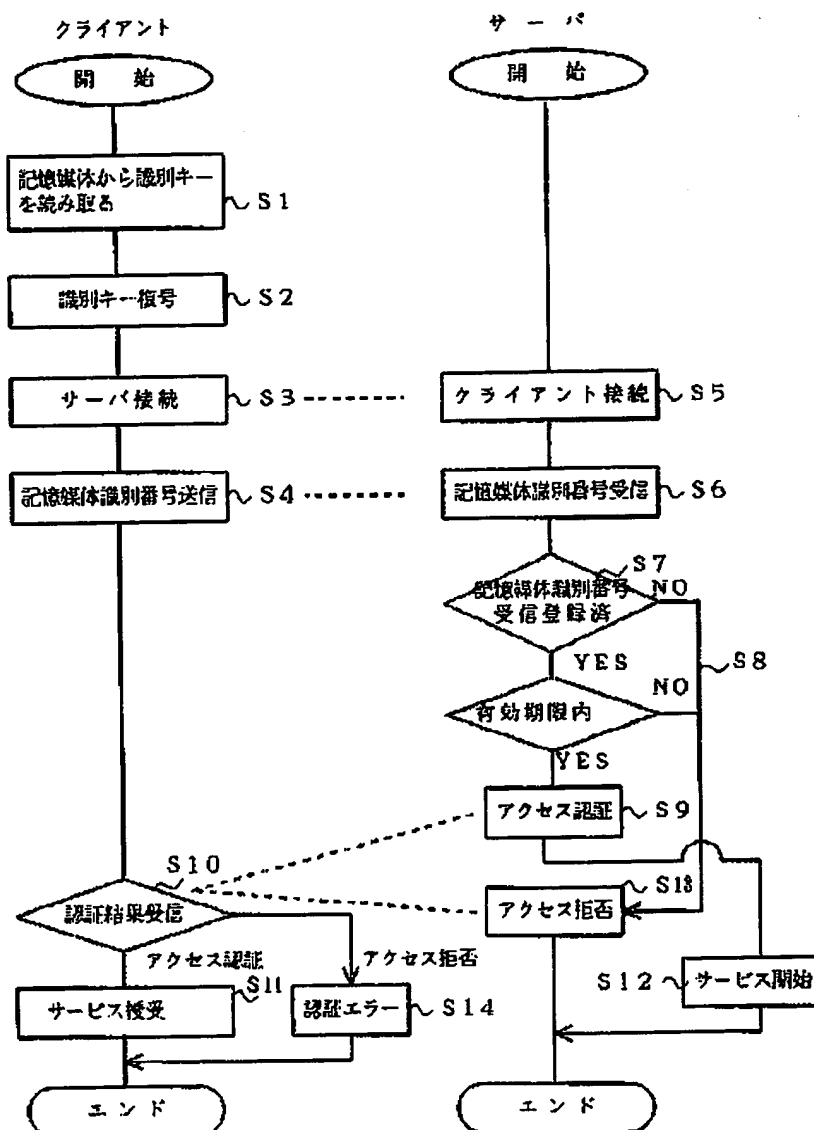 クライアント
開始
記憶媒体から識別キー
を読み取る
S1
識別キー復号
S2
サーバ接続
S3
記憶媒体識別番号送信
S4
S10
認証結果受信
アクセス認証
アクセス拒否
S11
サービス授受
認証エラー
S14
エンド
サーバ
開始
クライアント接続
S5
記憶媒体識別番号受信
S6
S7
記憶媒体識別番号
受信登録済
NO
YES
S8
有効期限内
NO
YES
アクセス認証
S9
S13
アクセス拒否
S12
サービス開始
エンド